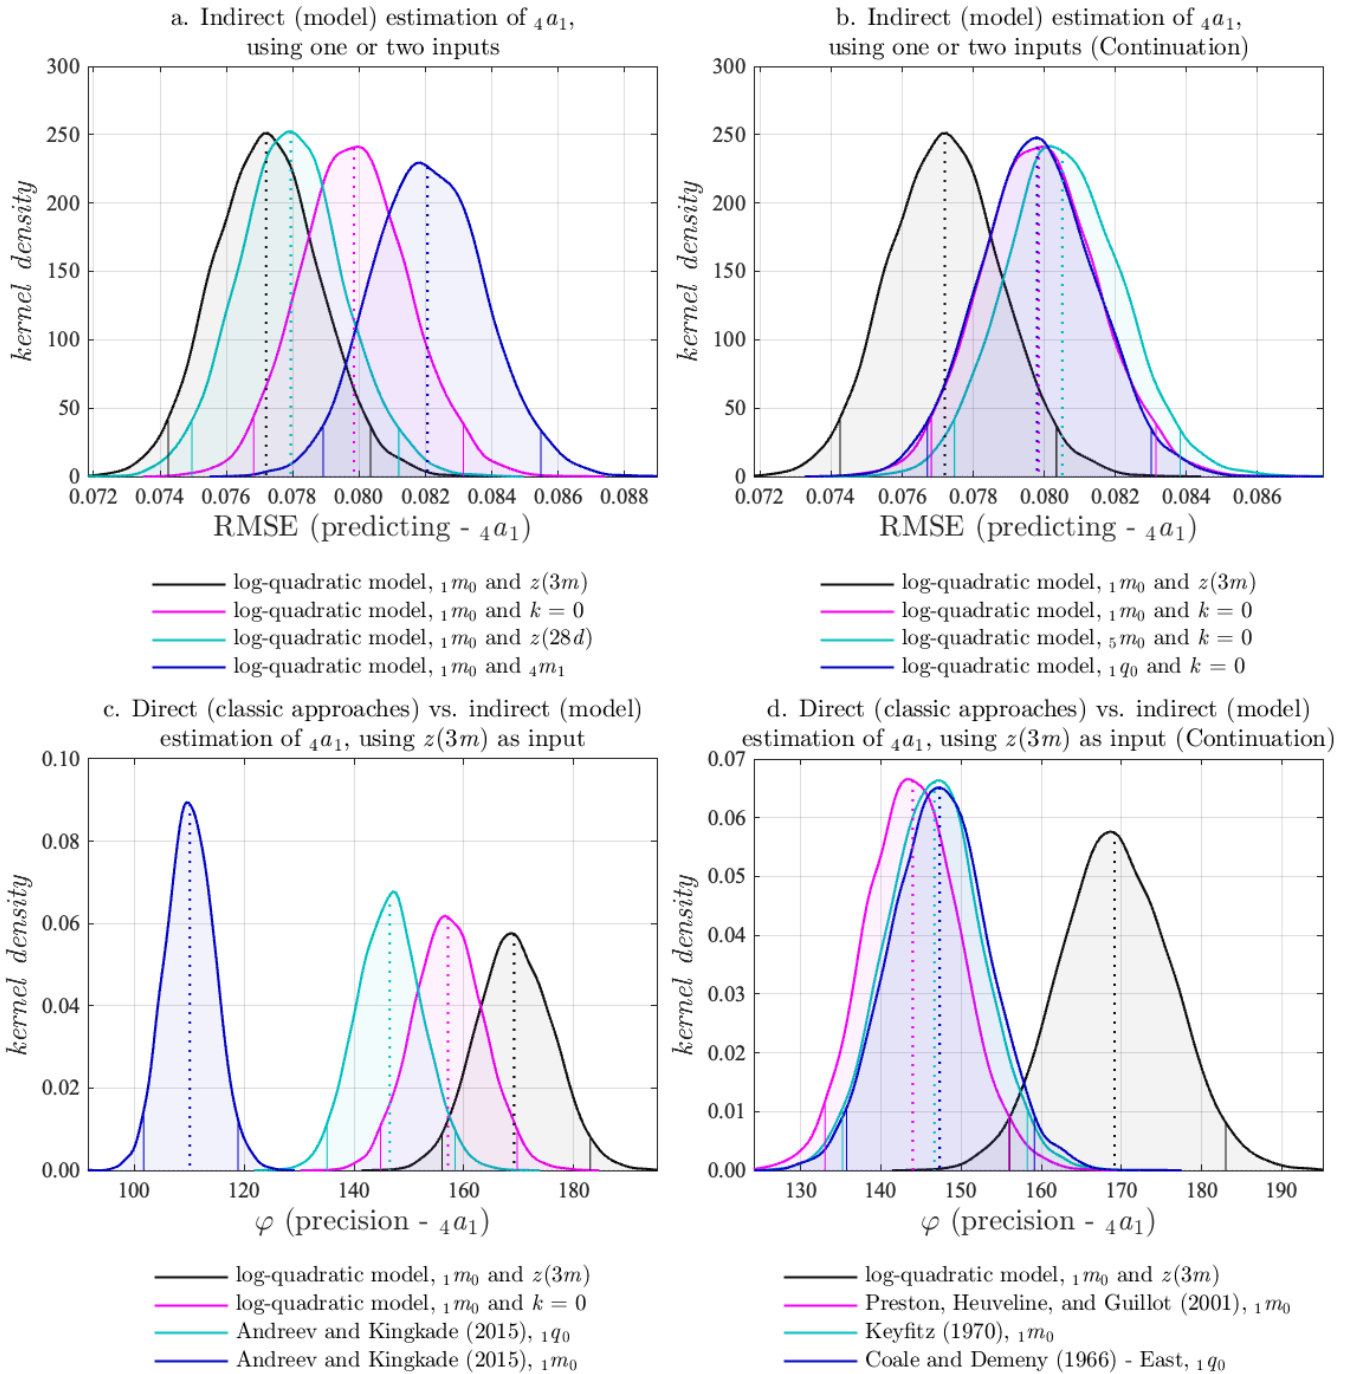 a. Indirect (model) estimation of ₄a₁,
using one or two inputs
300
250
200
150
100
50
0
kernel density
0.072 0.074 0.076 0.078 0.080 0.082 0.084 0.086 0.088
RMSE (predicting - ₄a₁)
log-quadratic model, ₁m₀ and z(3m)
log-quadratic model, ₁m₀ and k = 0
log-quadratic model, ₁m₀ and z(28d)
log-quadratic model, ₁m₀ and ₄m₁
b. Indirect (model) estimation of ₄a₁,
using one or two inputs (Continuation)
300
250
200
150
100
50
0
kernel density
0.072 0.074 0.076 0.078 0.080 0.082 0.084 0.086
RMSE (predicting - ₄a₁)
log-quadratic model, ₁m₀ and z(3m)
log-quadratic model, ₁m₀ and k = 0
log-quadratic model, ₅m₀ and k = 0
log-quadratic model, ₁q₀ and k = 0
c. Direct (classic approaches) vs. indirect (model)
estimation of ₄a₁, using z(3m) as input
0.10
0.08
0.06
0.04
0.02
0.00
kernel density
100 120 140 160 180
φ (precision - ₄a₁)
log-quadratic model, ₁m₀ and z(3m)
log-quadratic model, ₁m₀ and k = 0
Andreev and Kingkade (2015), ₁q₀
Andreev and Kingkade (2015), ₁m₀
d. Direct (classic approaches) vs. indirect (model)
estimation of ₄a₁, using z(3m) as input (Continuation)
0.07
0.06
0.05
0.04
0.03
0.02
0.01
0.00
kernel density
130 140 150 160 170 180 190
φ (precision - ₄a₁)
log-quadratic model, ₁m₀ and z(3m)
Preston, Heuveline, and Guillot (2001), ₁m₀
Keyfitz (1970), ₁m₀
Coale and Demeny (1966) - East, ₁q₀